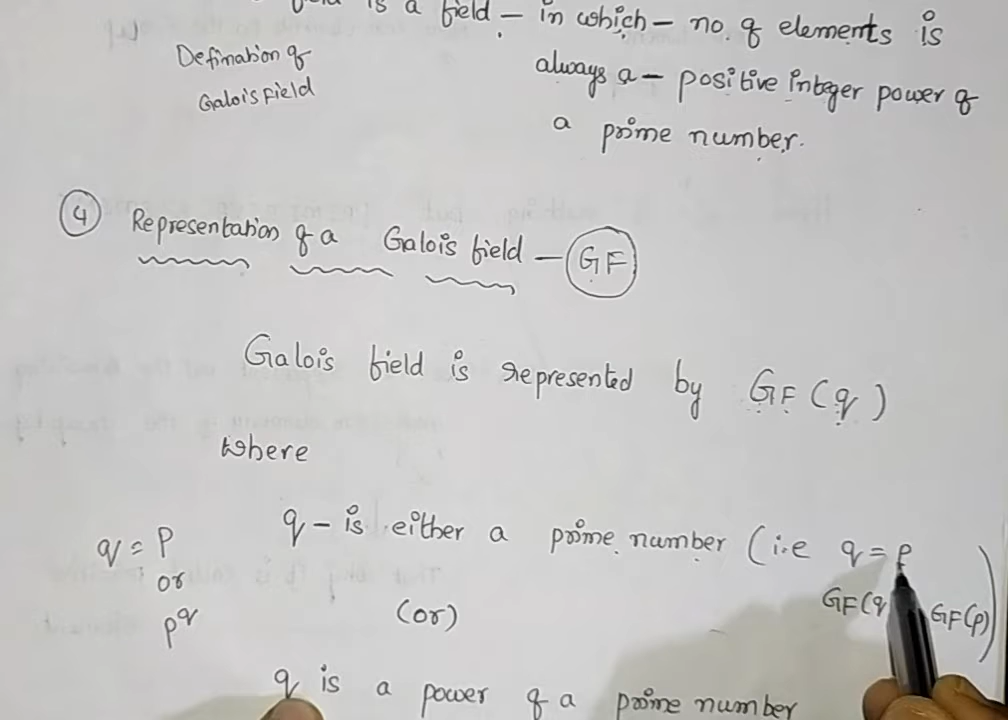 is a field – in which – no. of elements is
Defination of
Galois field
always a – positive integer power of
a prime number.
4 Representation of a Galois field – GF
Galois field is represented by GF(q)
where
q – is either a prime number (i.e q = P
q = P
or
p^q
GF(q GF(p))
(or)
q is a power of a prime number